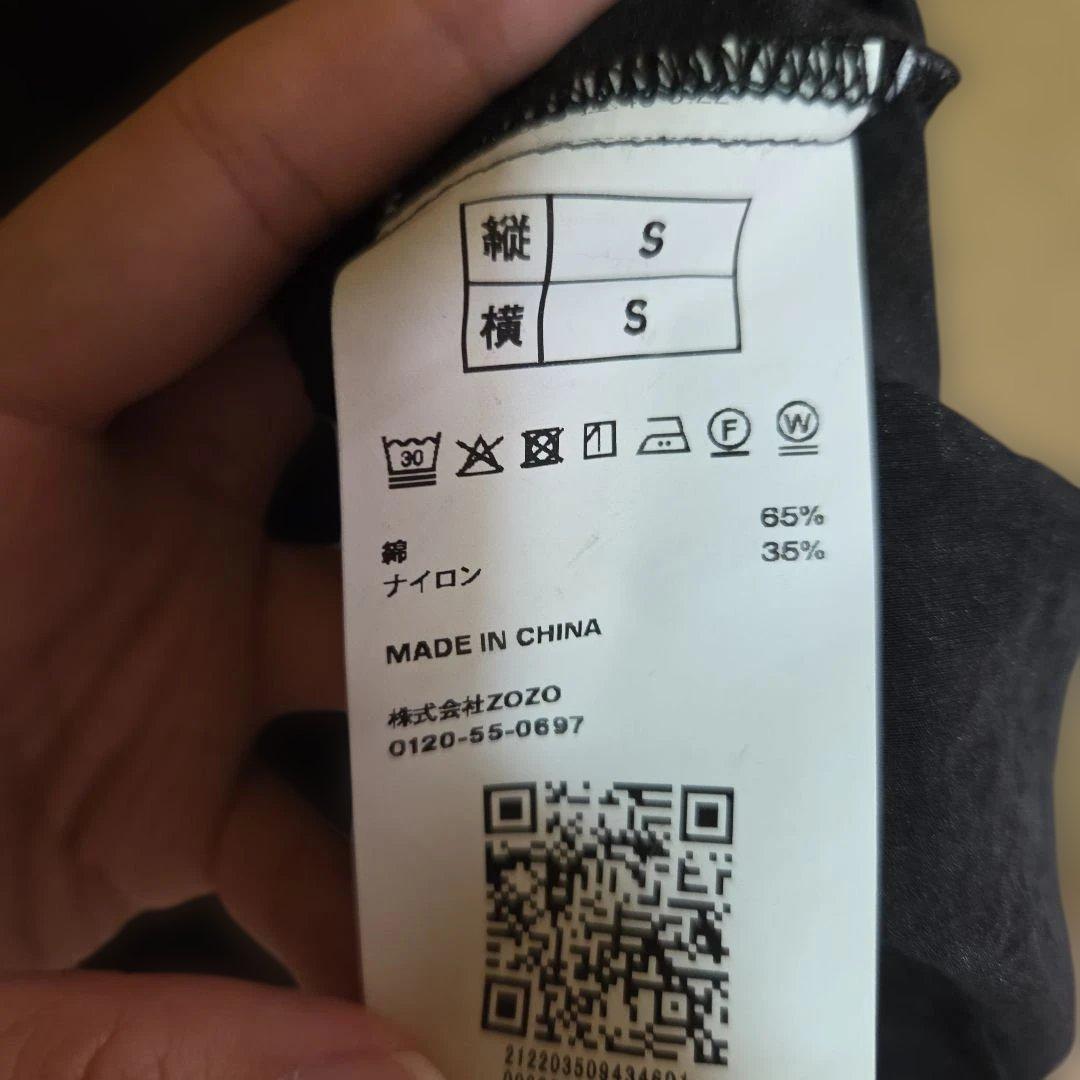 縦 S
横 S
30 F W
綿 65%
ナイロン 35%
MADE IN CHINA
株式会社ZOZO
0120-55-0697